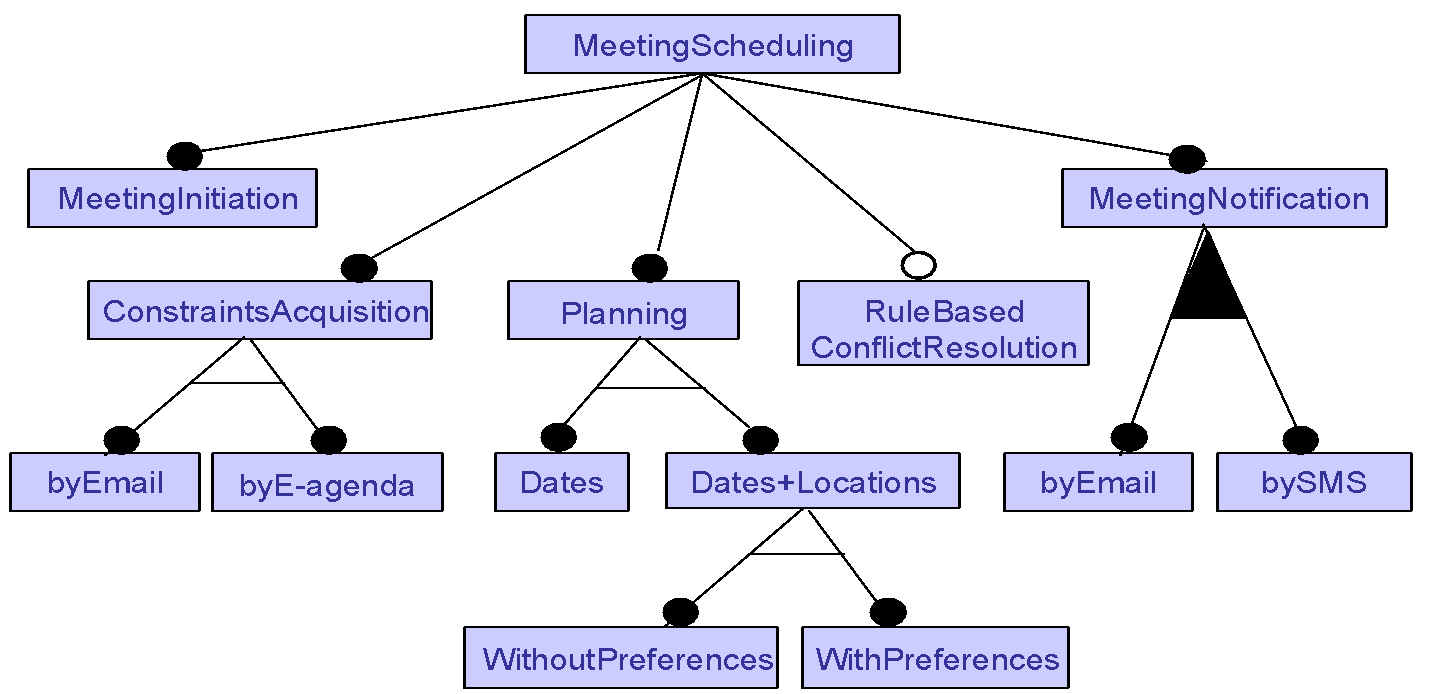 MeetingScheduling
MeetingInitiation
MeetingNotification
ConstraintsAcquisition
Planning
RuleBased
ConflictResolution
byEmail
byE-agenda
Dates
Dates+Locations
byEmail
bySMS
WithoutPreferences
WithPreferences